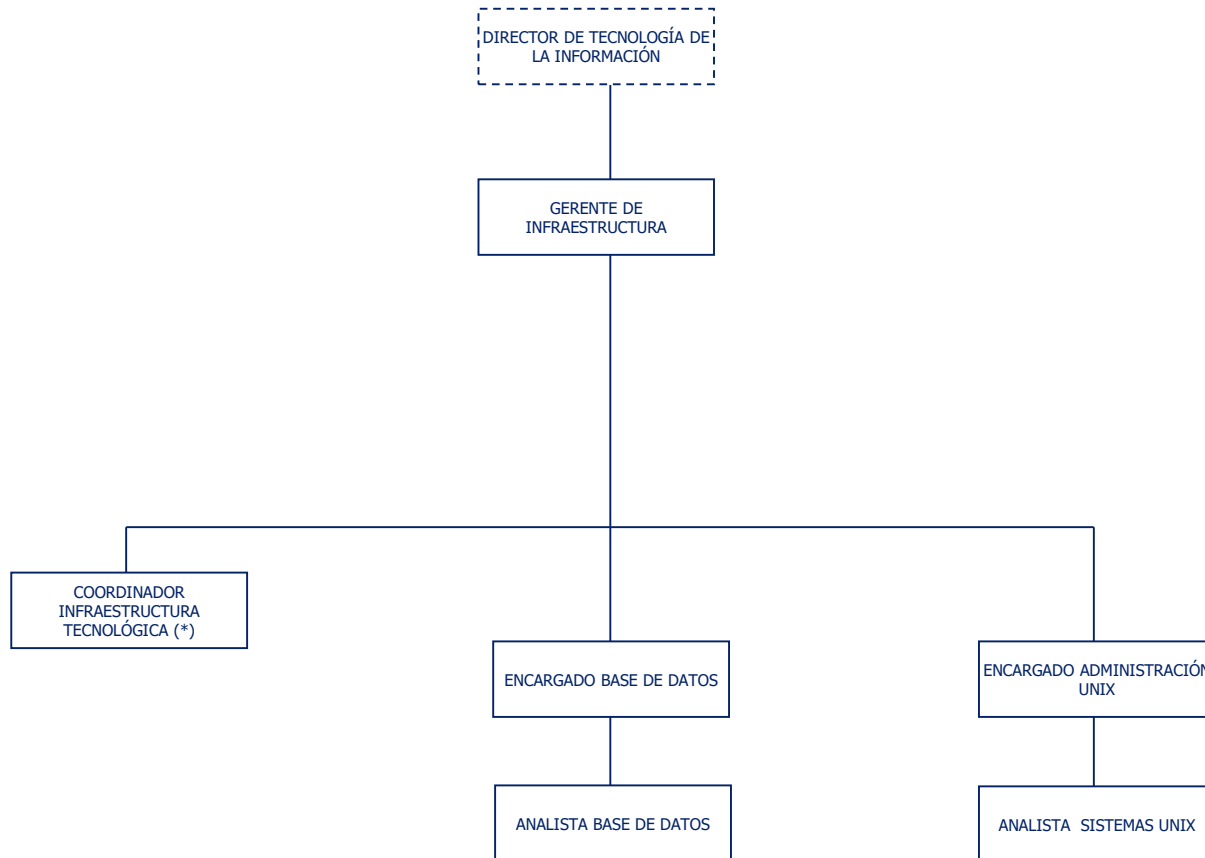 DIRECTOR DE TECNOLOGÍA DE
LA INFORMACIÓN
GERENTE DE
INFRAESTRUCTURA
COORDINADOR
INFRAESTRUCTURA
TECNOLÓGICA (*)
ENCARGADO BASE DE DATOS
ENCARGADO ADMINISTRACIÓN
UNIX
ANALISTA BASE DE DATOS
ANALISTA SISTEMAS UNIX